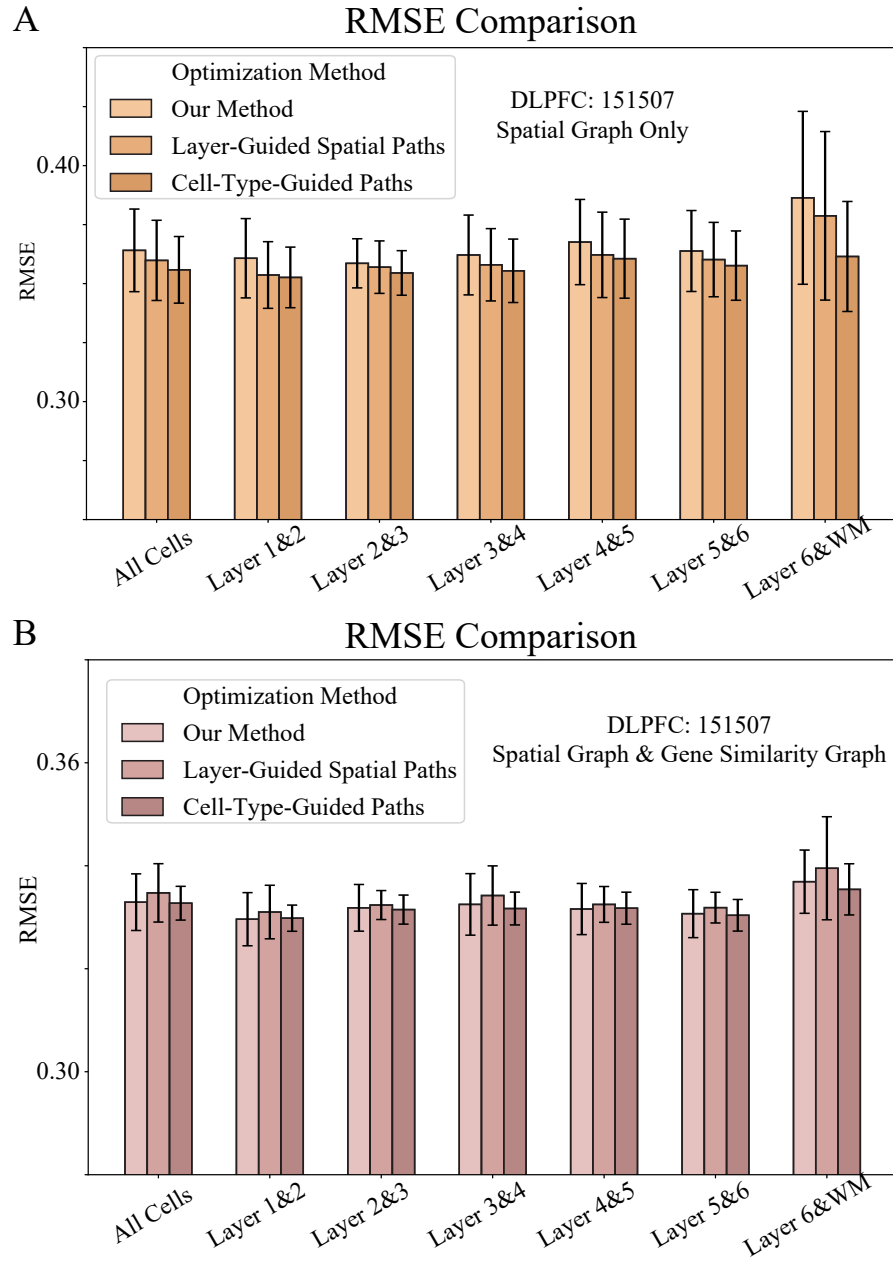 A
RMSE Comparison
Optimization Method
Our Method
Layer-Guided Spatial Paths
Cell-Type-Guided Paths
DLPFC: 151507
Spatial Graph Only
0.40
0.30
RMSE
All Cells
Layer 1&2
Layer 2&3
Layer 3&4
Layer 4&5
Layer 5&6
Layer 6&WM
B
RMSE Comparison
Optimization Method
Our Method
Layer-Guided Spatial Paths
Cell-Type-Guided Paths
DLPFC: 151507
Spatial Graph & Gene Similarity Graph
0.36
0.30
RMSE
All Cells
Layer 1&2
Layer 2&3
Layer 3&4
Layer 4&5
Layer 5&6
Layer 6&WM